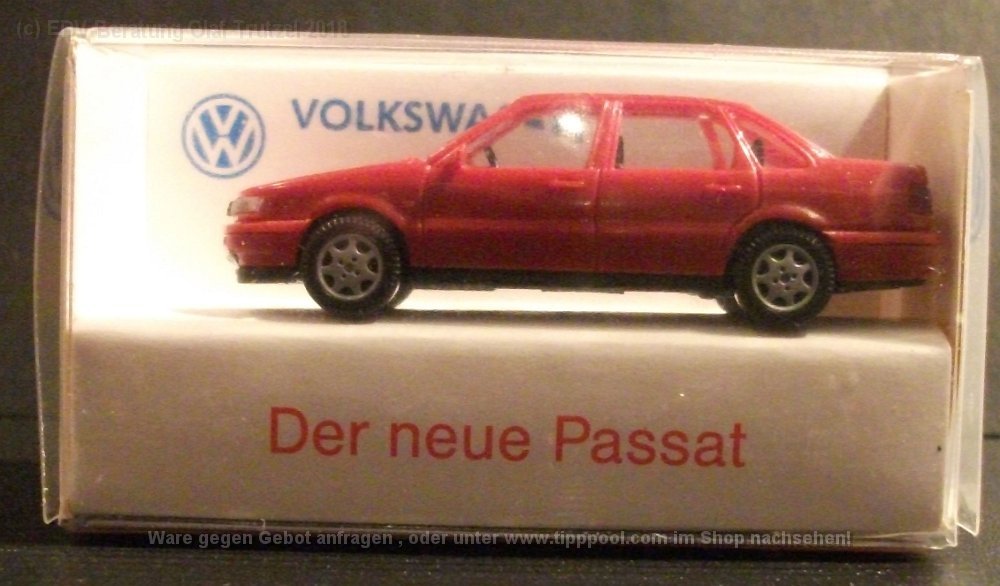 (c) EDV-Beratung Olaf Trutzel 2018
VOLKSWA
Der neue Passat
Ware gegen Gebot anfragen , oder unter www.tipppool.com im Shop nachsehen!